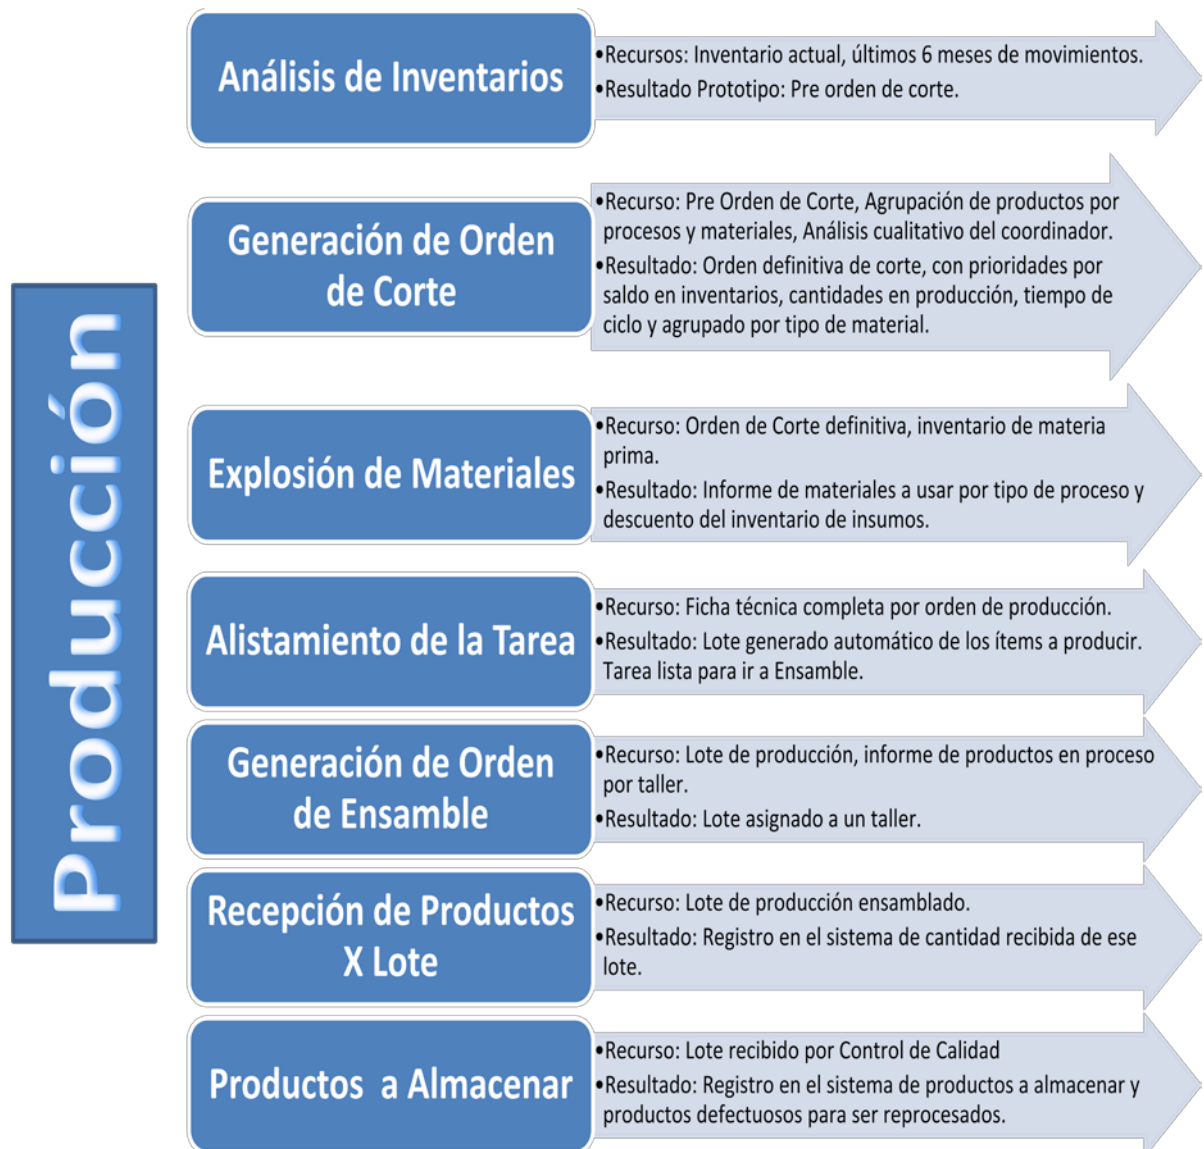 Producción
Análisis de Inventarios
•Recursos: Inventario actual, últimos 6 meses de movimientos.
•Resultado Prototipo: Pre orden de corte.
Generación de Orden
de Corte
•Recurso: Pre Orden de Corte, Agrupación de productos por
procesos y materiales, Análisis cualitativo del coordinador.
•Resultado: Orden definitiva de corte, con prioridades por
saldo en inventarios, cantidades en producción, tiempo de
ciclo y agrupado por tipo de material.
Explosión de Materiales
•Recurso: Orden de Corte definitiva, inventario de materia
prima.
•Resultado: Informe de materiales a usar por tipo de proceso y
descuento del inventario de insumos.
Alistamiento de la Tarea
•Recurso: Ficha técnica completa por orden de producción.
•Resultado: Lote generado automático de los ítems a producir.
Tarea lista para ir a Ensamble.
Generación de Orden
de Ensamble
•Recurso: Lote de producción, informe de productos en proceso
por taller.
•Resultado: Lote asignado a un taller.
Recepción de Productos
X Lote
•Recurso: Lote de producción ensamblado.
•Resultado: Registro en el sistema de cantidad recibida de ese
lote.
Productos a Almacenar
•Recurso: Lote recibido por Control de Calidad
•Resultado: Registro en el sistema de productos a almacenar y
productos defectuosos para ser reprocesados.